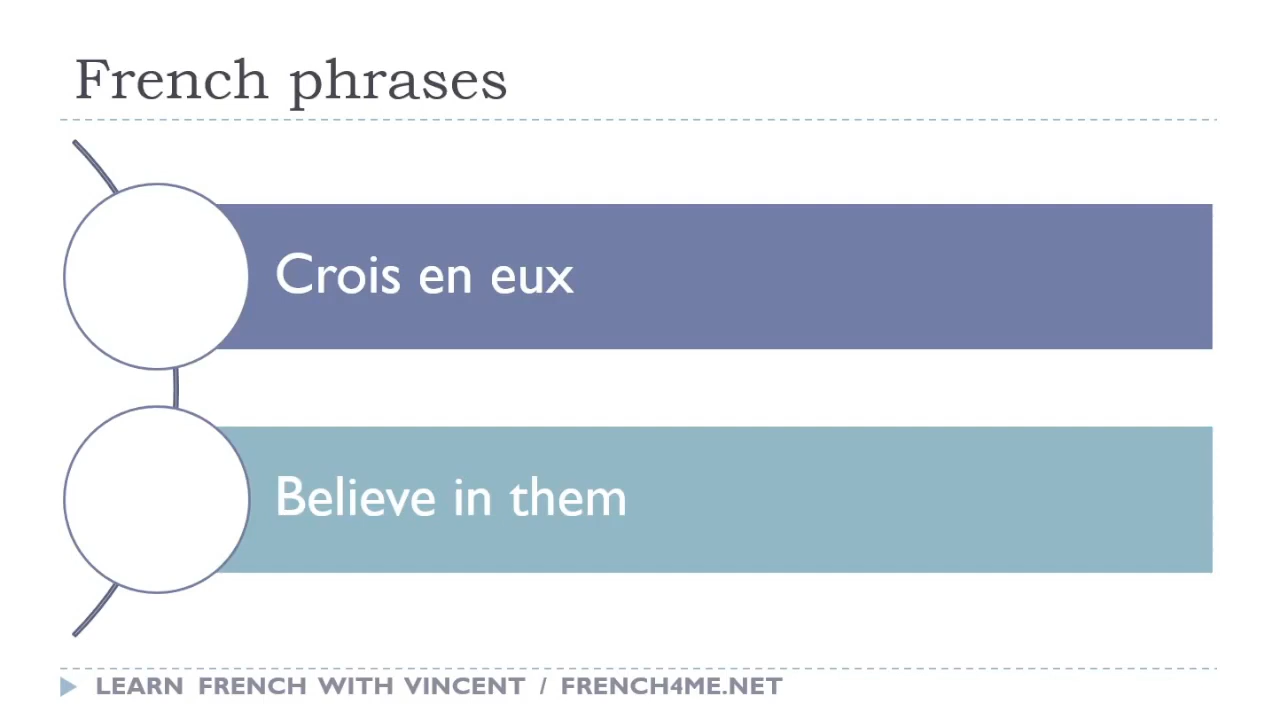 French phrases
Crois en eux
Believe in them
LEARN FRENCH WITH VINCENT / FRENCH4ME.NET